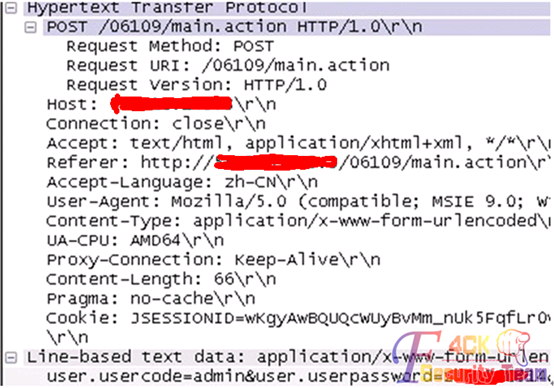 Hypertext Transfer Protocol
POST /06109/main.action HTTP/1.0\r\n
Request Method: POST
Request URI: /06109/main.action
Request Version: HTTP/1.0
Host: \r\n
Connection: close\r\n
Accept: text/html, application/xhtml+xml, */*\r\n
Referer: http:// /06109/main.action\r\
Accept-Language: zh-CN\r\n
User-Agent: Mozilla/5.0 (compatible; MSIE 9.0; W
Content-Type: application/x-www-form-urlencoded\
UA-CPU: AMD64\r\n
Proxy-Connection: Keep-Alive\r\n
Content-Length: 66\r\n
Pragma: no-cache\r\n
Cookie: JSESSIONID=wKgyAwBQUQcWUyBvMm_nUk5FqfLr
\r\n
Line-based text data: application/x-www-form-urlen
user.usercode=admin&user.userpassword=